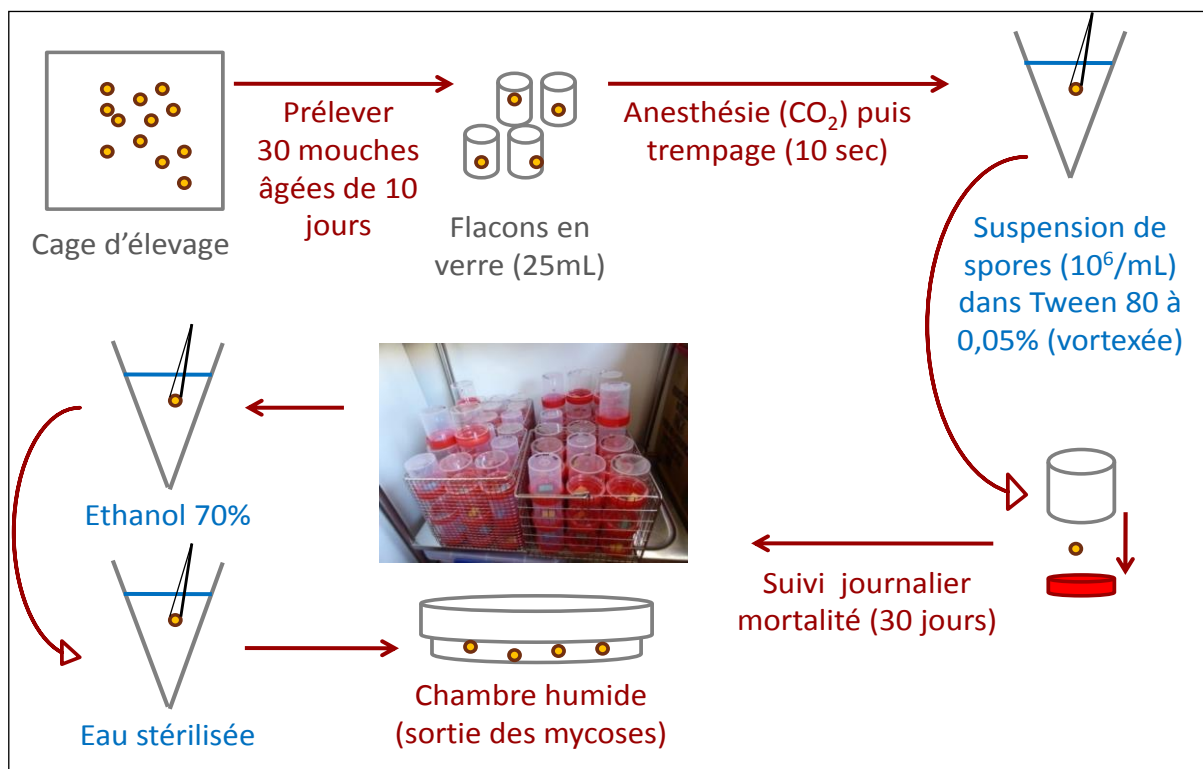 Prélever
30 mouches
âgées de 10
jours
Cage d'élevage
Flacons en
verre (25mL)
Anesthésie (CO₂) puis
trempage (10 sec)
Suspension de
spores (10⁶/mL)
dans Tween 80 à
0,05% (vortexée)
Suivi  journalier
mortalité (30 jours)
Ethanol 70%
Eau stérilisée
Chambre humide
(sortie des mycoses)